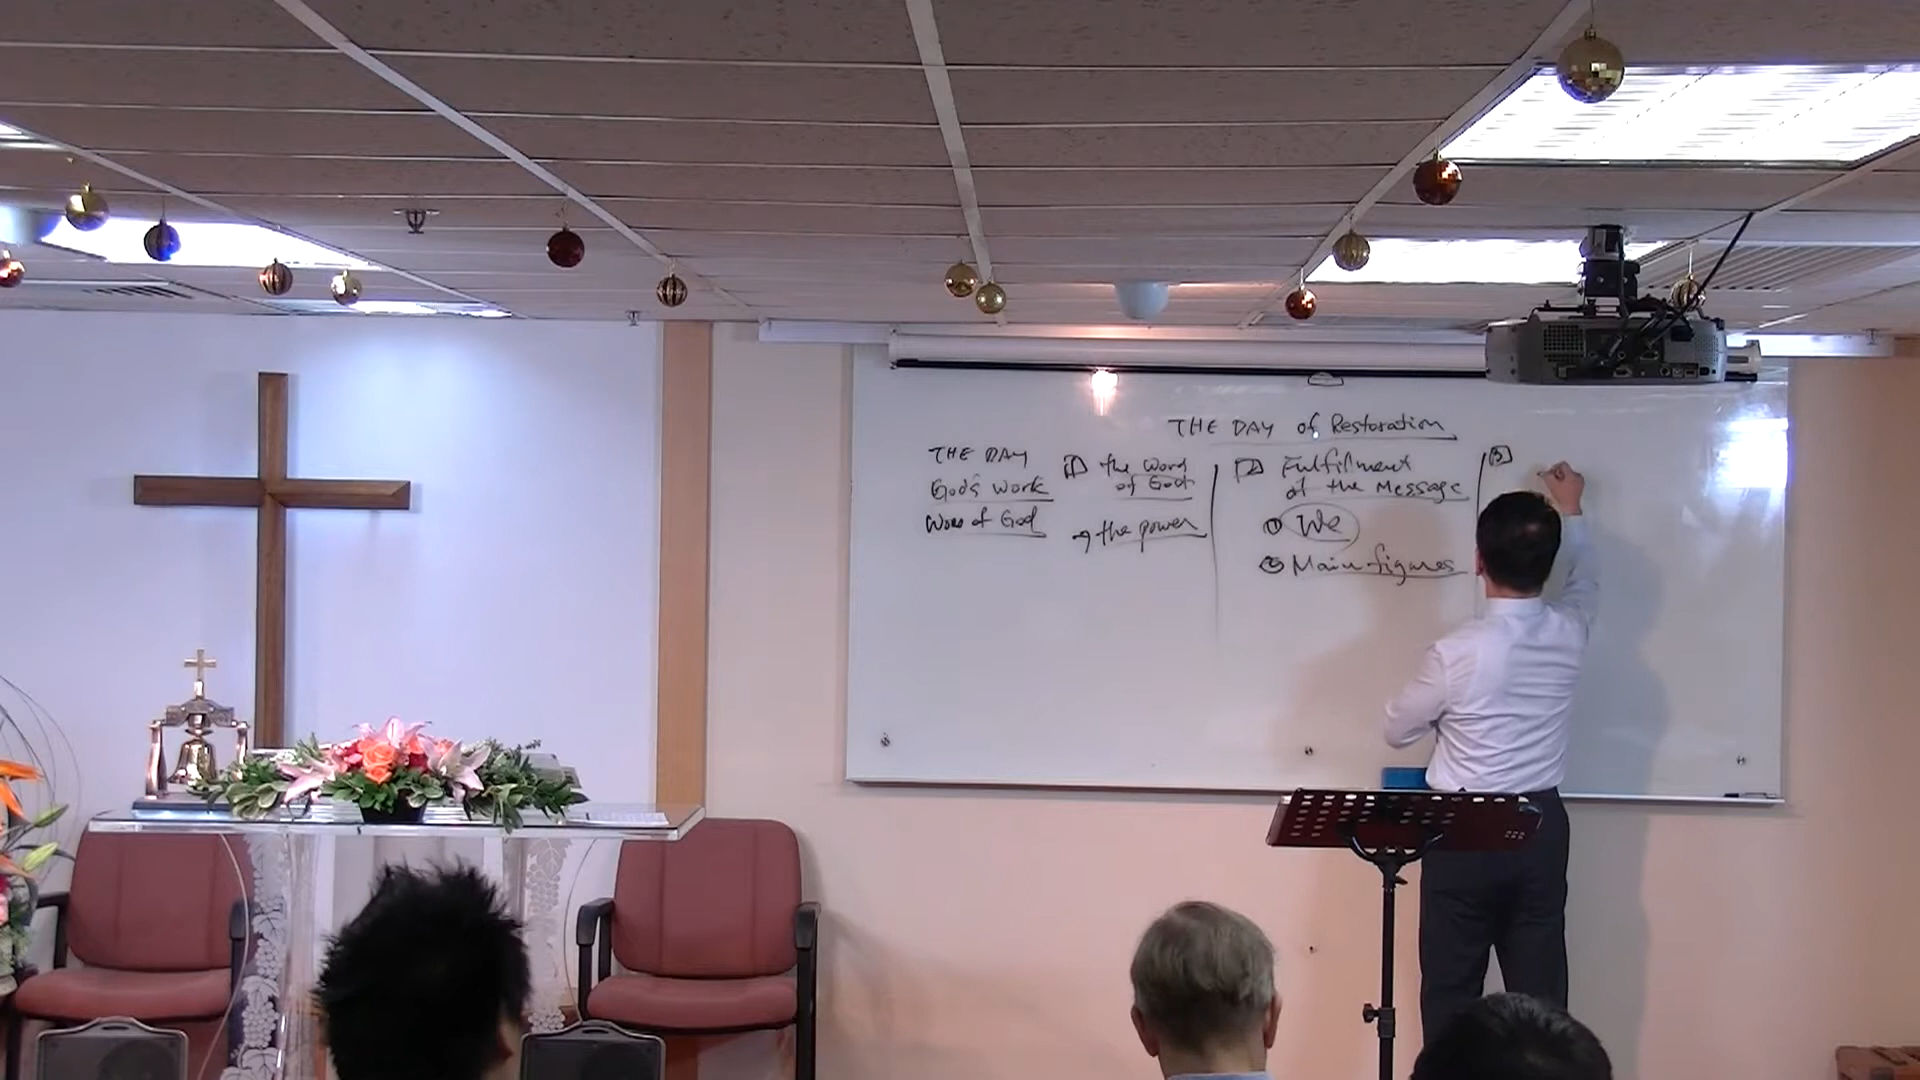 THE DAY of Restoration
THE DAY
God's Work
Word of God
1 the Word
of God
→ the power
2 Fulfilment
of the Message
① We
② Main figures
3